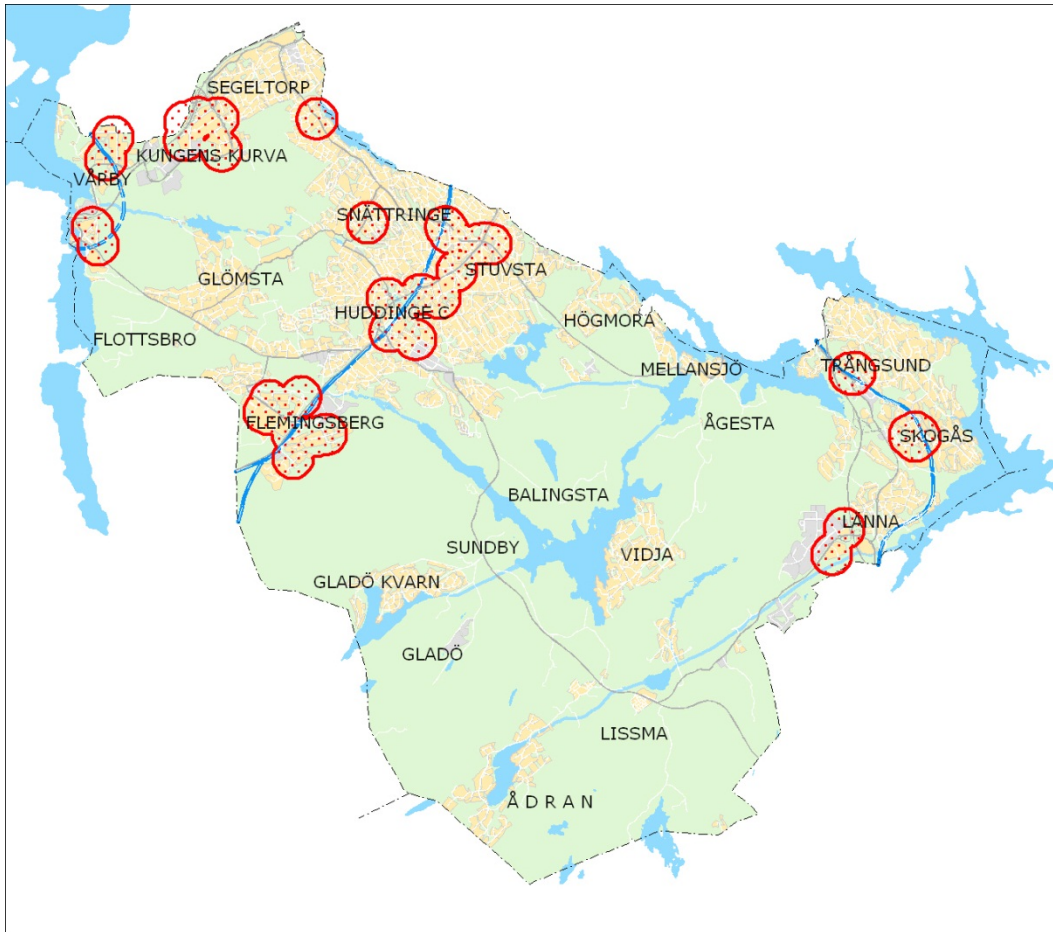 SEGELTORP
KUNGENS KURVA
VÅRBY
SNÄTTRINGE
STUVSTA
GLÖMSTA
HUDDINGE C
HÖGMORA
FLOTTSBRO
MELLANSJÖ
TRÅNGSUND
ÅGESTA
FLEMINGSBERG
SKOGÅS
BALINGSTA
LÄNNA
SUNDBY
VIDJA
GLADÖ KVARN
GLADÖ
LISSMA
Å D R A N